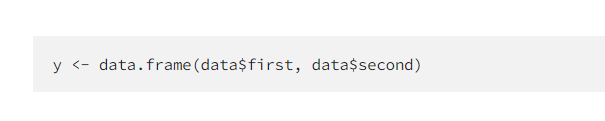 y <- data.frame(data$first, data$second)